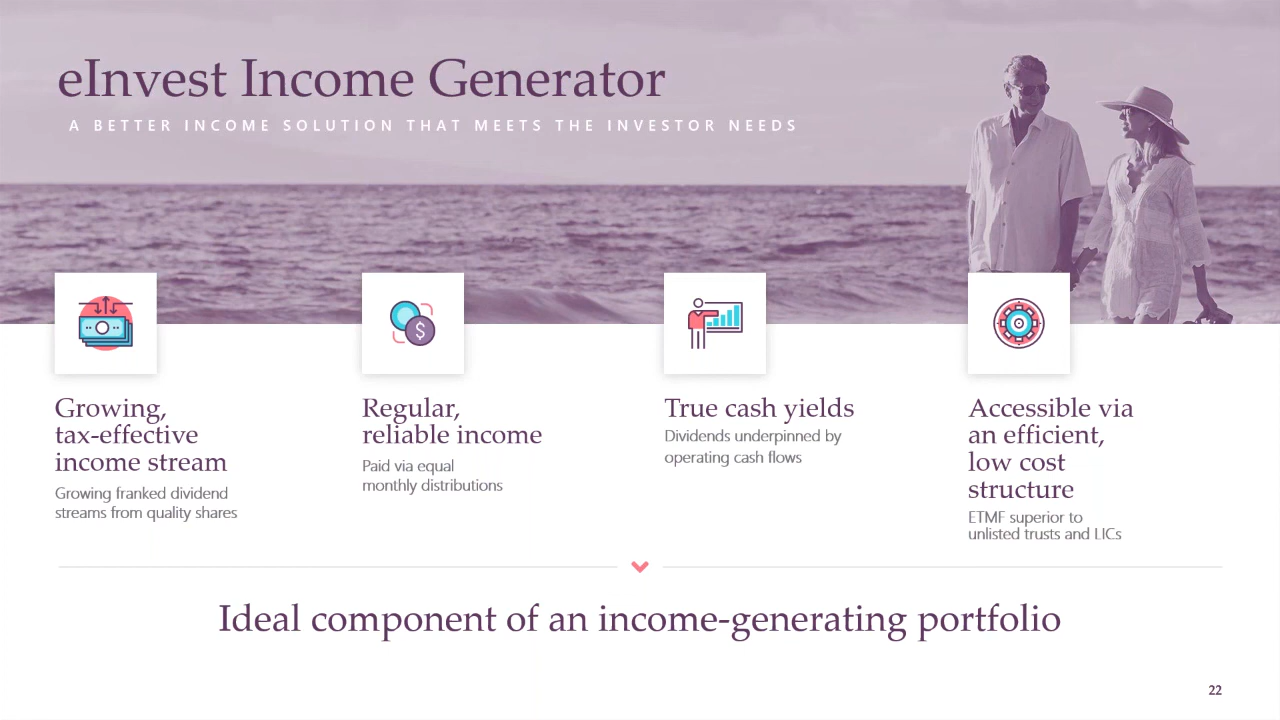 eInvest Income Generator
A BETTER INCOME SOLUTION THAT MEETS THE INVESTOR NEEDS
$
Growing,
tax-effective
income stream
Growing franked dividend
streams from quality shares
Regular,
reliable income
Paid via equal
monthly distributions
True cash yields
Dividends underpinned by
operating cash flows
Accessible via
an efficient,
low cost
structure
ETMF superior to
unlisted trusts and LICs
Ideal component of an income-generating portfolio
22